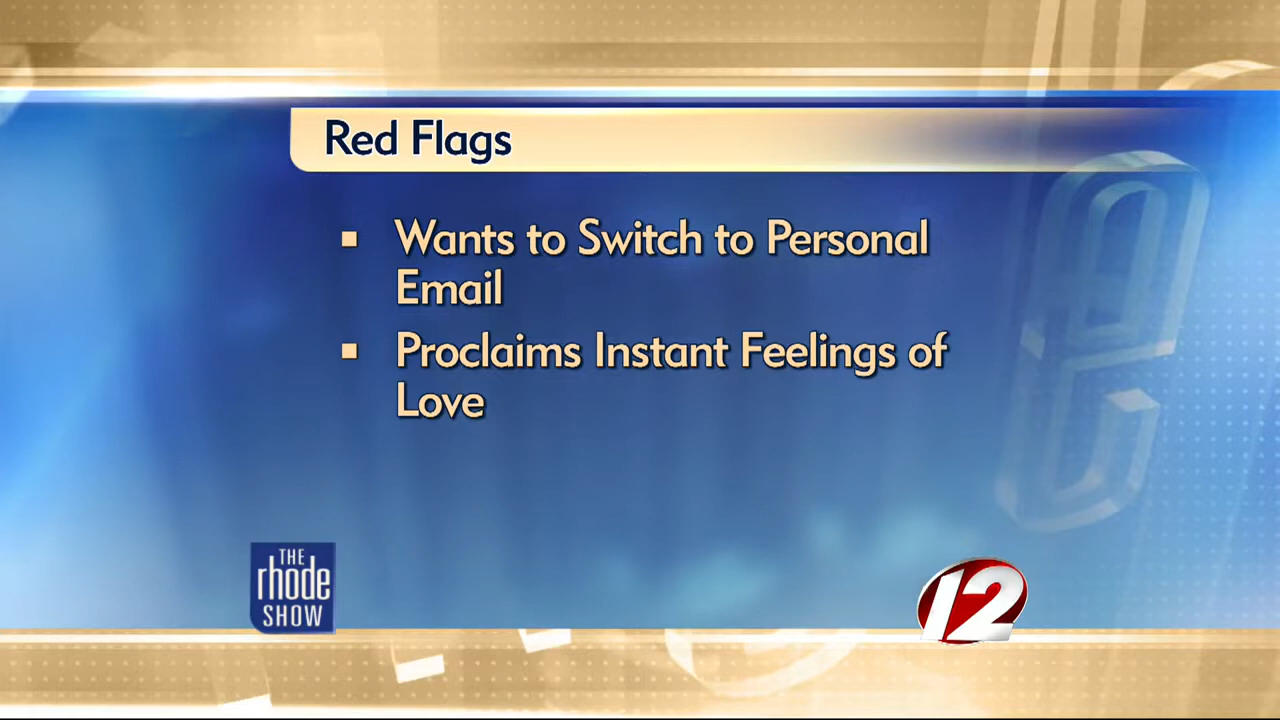 Red Flags
▪ Wants to Switch to Personal
Email
▪ Proclaims Instant Feelings of
Love
THE
rhode
SHOW
12